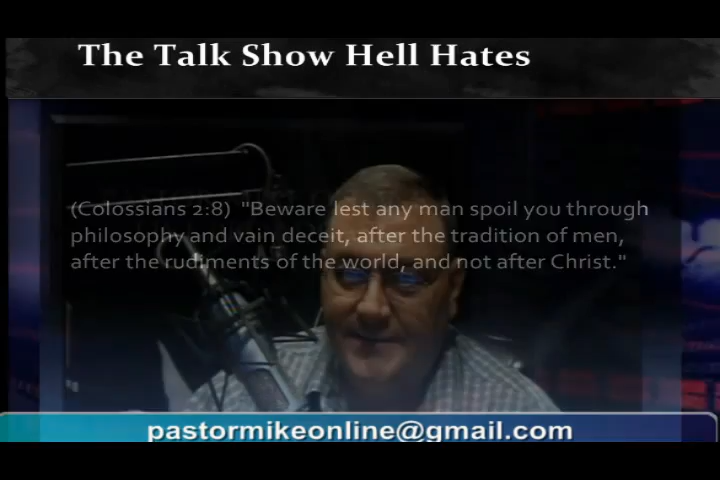 The Talk Show Hell Hates
(Colossians 2:8) "Beware lest any man spoil you through
philosophy and vain deceit, after the tradition of men,
after the rudiments of the world, and not after Christ."
pastormikeonline@gmail.com